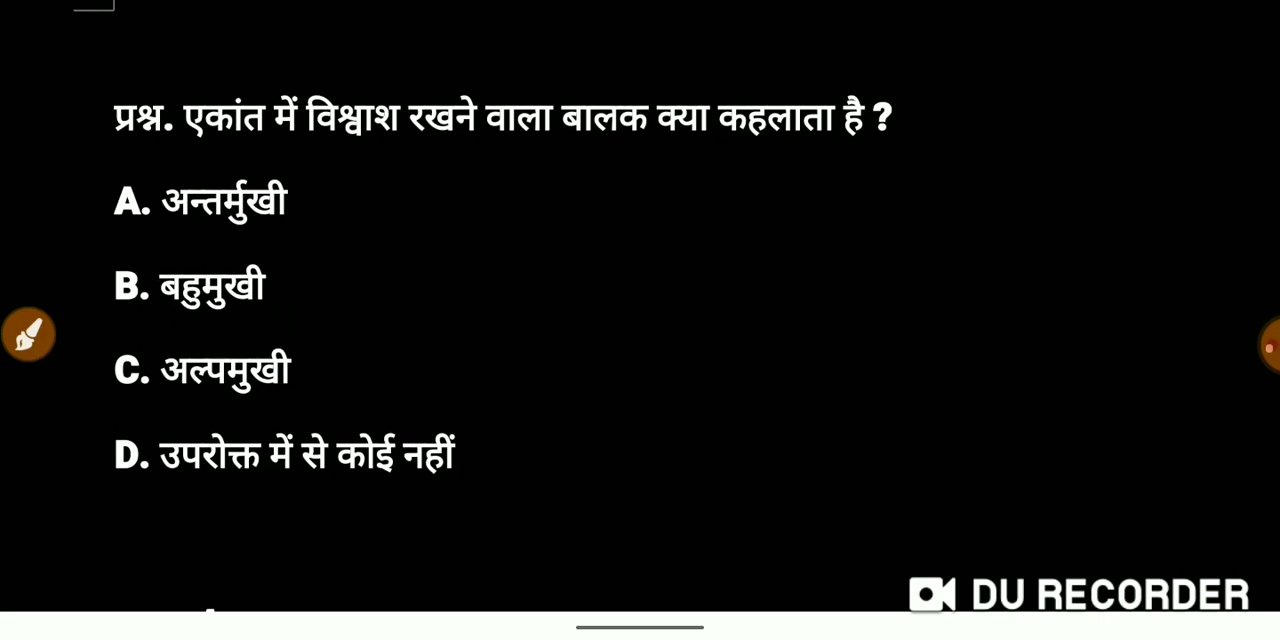 प्रश्न. एकांत में विश्वाश रखने वाला बालक क्या कहलाता है ?
A. अन्तर्मुखी
B. बहुमुखी
C. अल्पमुखी
D. उपरोक्त में से कोई नहीं
DU RECORDER